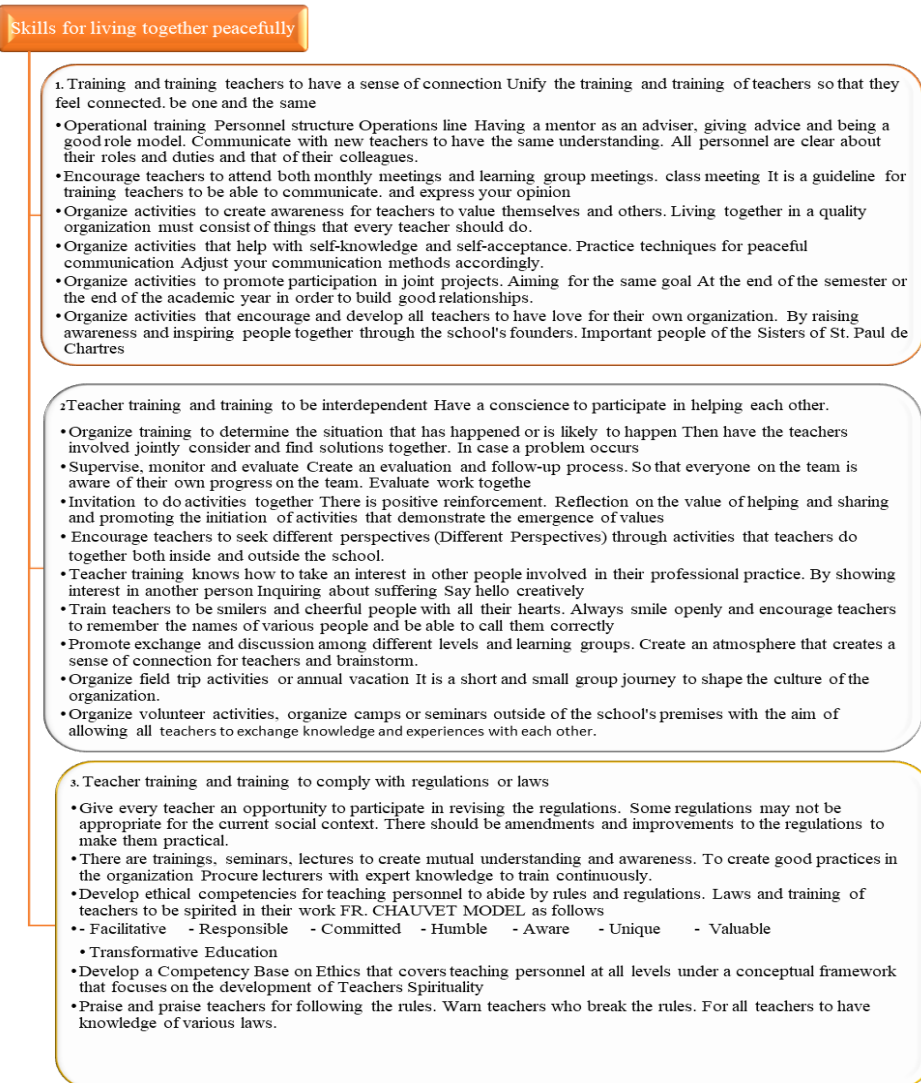 Skills for living together peacefully
1. Training and training teachers to have a sense of connection Unify the training and training of teachers so that they
feel connected. be one and the same
•Operational training Personnel structure Operations line Having a mentor as an adviser, giving advice and being a
good role model. Communicate with new teachers to have the same understanding. All personnel are clear about
their roles and duties and that of their colleagues.
•Encourage teachers to attend both monthly meetings and learning group meetings. class meeting It is a guideline for
training teachers to be able to communicate. and express your opinion
•Organize activities to create awareness for teachers to value themselves and others. Living together in a quality
organization must consist of things that every teacher should do.
•Organize activities that help with self-knowledge and self-acceptance. Practice techniques for peaceful
communication Adjust your communication methods accordingly.
•Organize activities to promote participation in joint projects. Aiming for the same goal At the end of the semester or
the end of the academic year in order to build good relationships.
•Organize activities that encourage and develop all teachers to have love for their own organization. By raising
awareness and inspiring people together through the school's founders. Important people of the Sisters of St. Paul de
Chartres
2Teacher training and training to be interdependent Have a conscience to participate in helping each other.
•Organize training to determine the situation that has happened or is likely to happen Then have the teachers
involved jointly consider and find solutions together. In case a problem occurs
•Supervise, monitor and evaluate Create an evaluation and follow-up process. So that everyone on the team is
aware of their own progress on the team. Evaluate work togethe
•Invitation to do activities together There is positive reinforcement. Reflection on the value of helping and sharing
and promoting the initiation of activities that demonstrate the emergence of values
• Encourage teachers to seek different perspectives (Different Perspectives) through activities that teachers do
together both inside and outside the school.
•Teacher training knows how to take an interest in other people involved in their professional practice. By showing
interest in another person Inquiring about suffering Say hello creatively
•Train teachers to be smilers and cheerful people with all their hearts. Always smile openly and encourage teachers
to remember the names of various people and be able to call them correctly
•Promote exchange and discussion among different levels and learning groups. Create an atmosphere that creates a
sense of connection for teachers and brainstorm.
•Organize field trip activities or annual vacation It is a short and small group journey to shape the culture of the
organization.
•Organize volunteer activities, organize camps or seminars outside of the school's premises with the aim of
allowing all teachers to exchange knowledge and experiences with each other.
3. Teacher training and training to comply with regulations or laws
•Give every teacher an opportunity to participate in revising the regulations. Some regulations may not be
appropriate for the current social context. There should be amendments and improvements to the regulations to
make them practical.
•There are trainings, seminars, lectures to create mutual understanding and awareness. To create good practices in
the organization Procure lecturers with expert knowledge to train continuously.
•Develop ethical competencies for teaching personnel to abide by rules and regulations. Laws and training of
teachers to be spirited in their work FR. CHAUVET MODEL as follows
•- Facilitative - Responsible - Committed - Humble - Aware - Unique - Valuable
• Transformative Education
•Develop a Competency Base on Ethics that covers teaching personnel at all levels under a conceptual framework
that focuses on the development of Teachers Spirituality
•Praise and praise teachers for following the rules. Warn teachers who break the rules. For all teachers to have
knowledge of various laws.